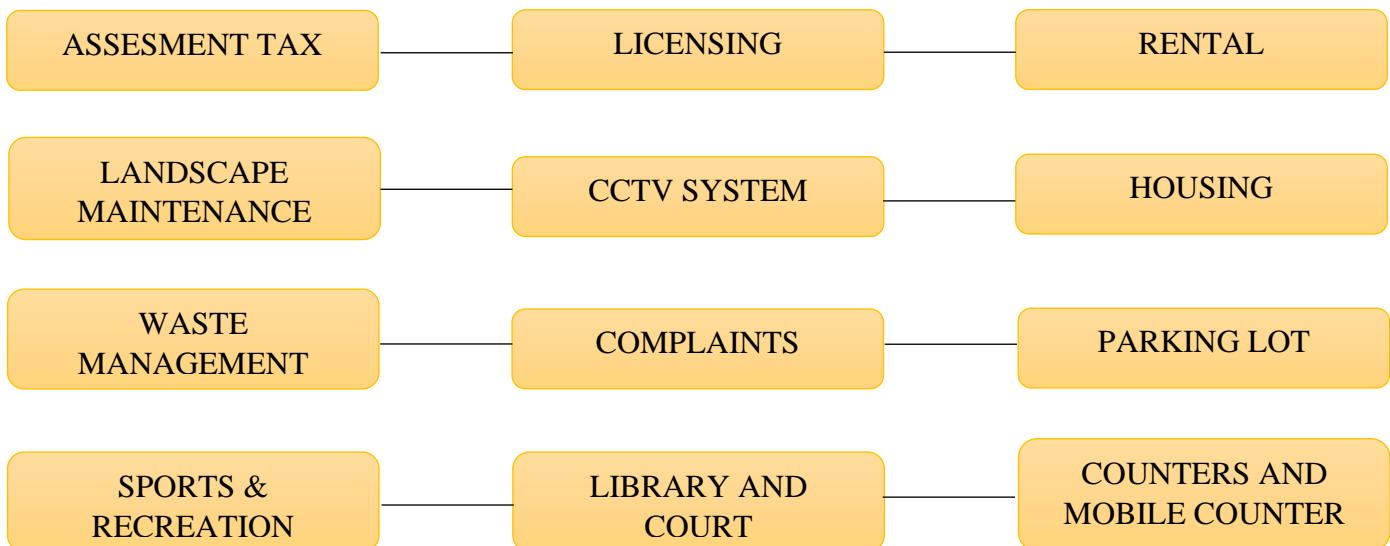 ASSESMENT TAX
LICENSING
RENTAL
LANDSCAPE
MAINTENANCE
CCTV SYSTEM
HOUSING
WASTE
MANAGEMENT
COMPLAINTS
PARKING LOT
SPORTS &
RECREATION
LIBRARY AND
COURT
COUNTERS AND
MOBILE COUNTER